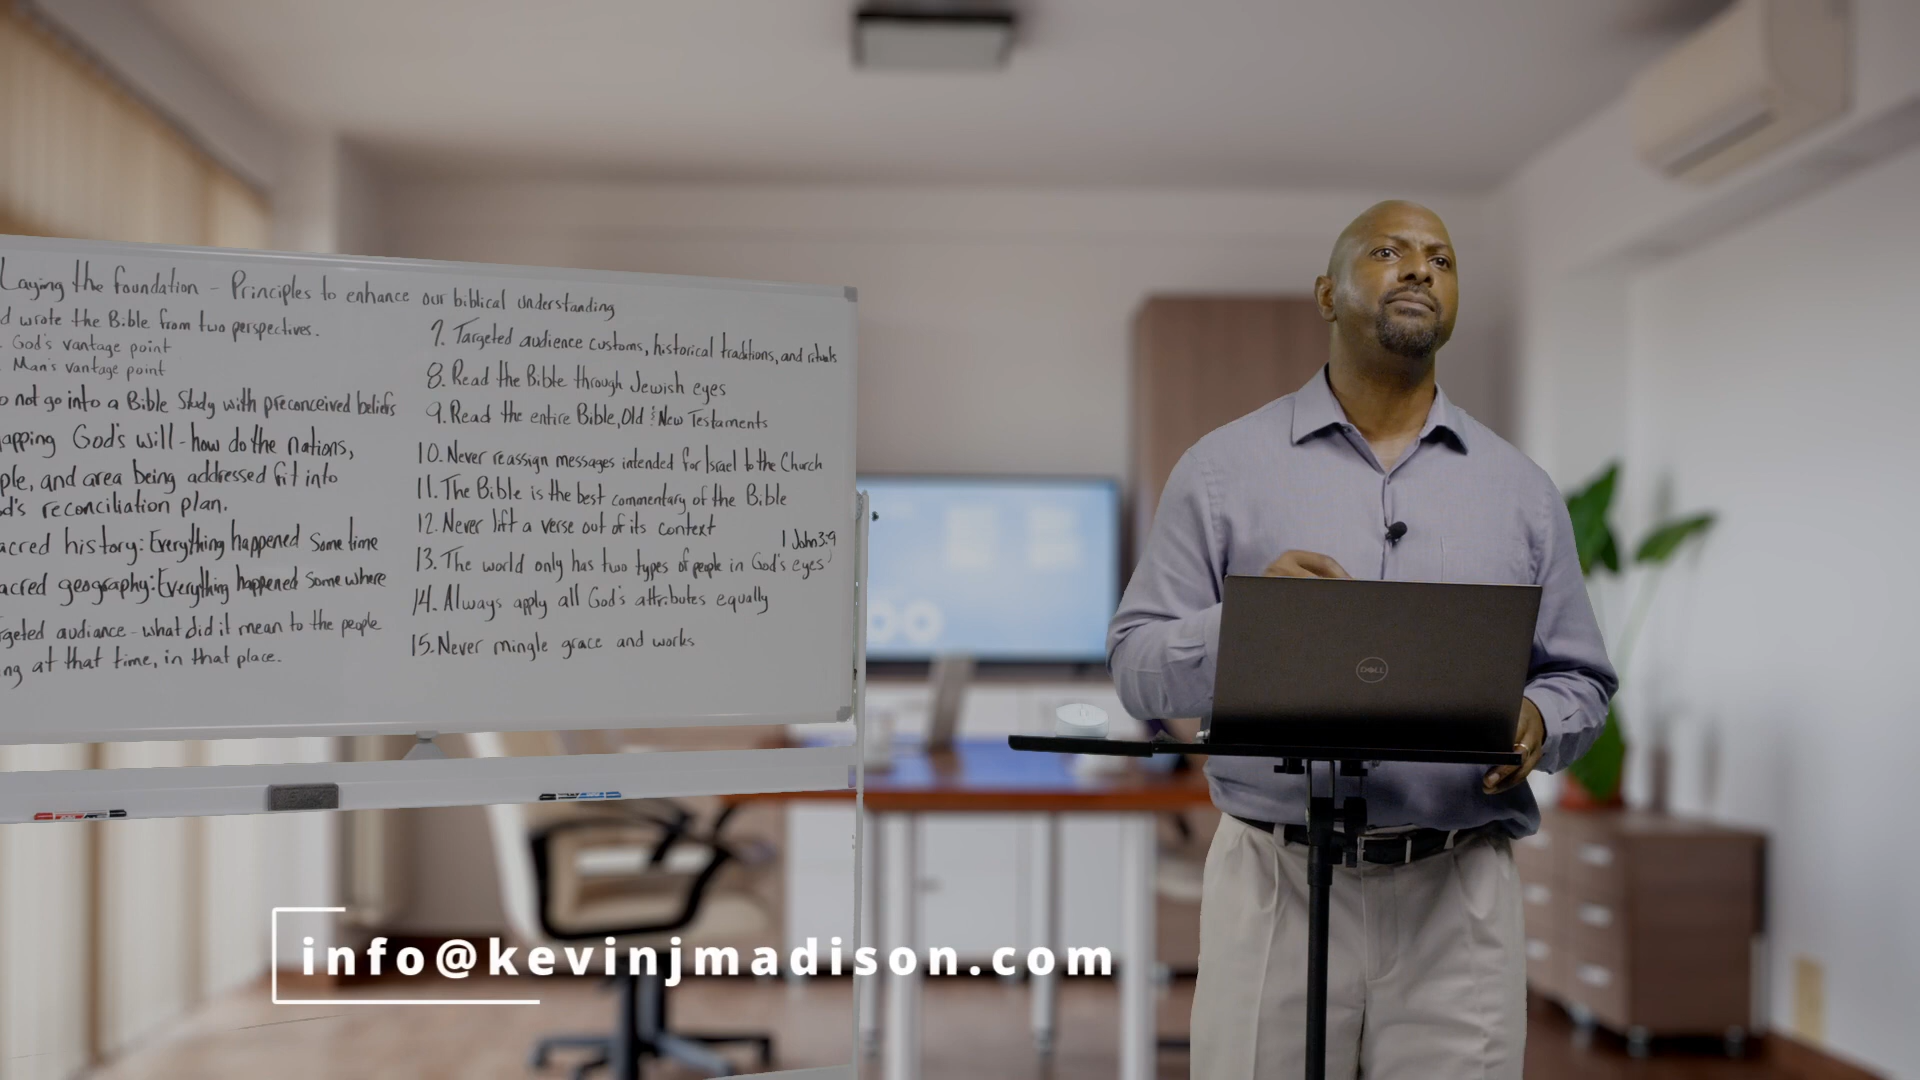 Laying the foundation - Principles to enhance our biblical understanding
wrote the Bible from two perspectives.
God's vantage point
Man's vantage point
not go into a Bible Study with preconceived beliefs
apping God's will - how do the nations,
ple, and area being addressed fit into
d's reconciliation plan.
acred history: Everything happened some time
acred geography: Everything happened some where
rgeted audiance - what did it mean to the people
ng at that time, in that place.
7. Targeted audience customs, historical traditions, and rituals
8. Read the Bible through Jewish eyes
9. Read the entire Bible, Old & New Testaments
10. Never reassign messages intended for Israel to the Church
11. The Bible is the best commentary of the Bible
12. Never lift a verse out of its context
1 John 3:9
13. The world only has two types of people in God's eyes
14. Always apply all God's attributes equally
15. Never mingle grace and works
DELL
info@kevinjmadison.com